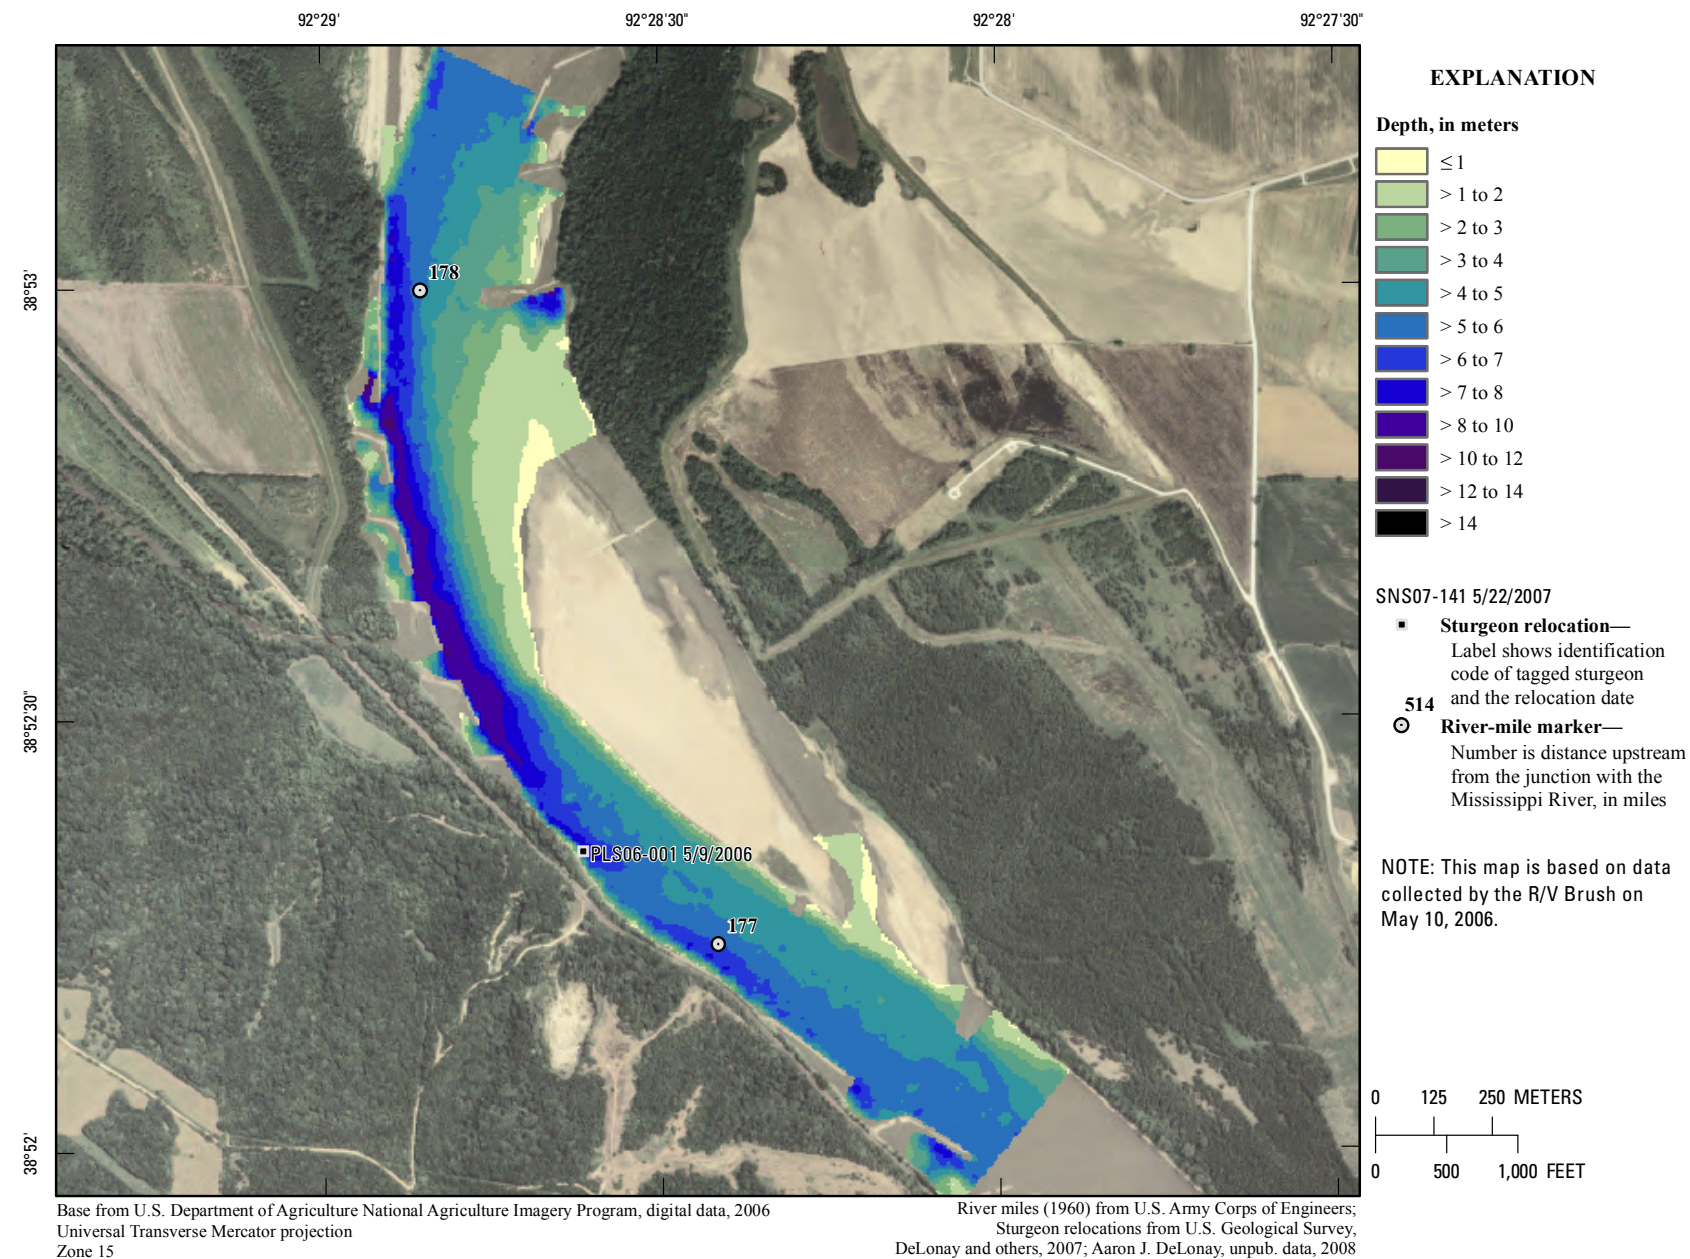 92°29'
92°28'30"
92°28'
92°27'30"
38°53'
38°52'30"
38°52'
178
PLS06-001 5/9/2006
177
EXPLANATION
Depth, in meters
≤ 1
> 1 to 2
> 2 to 3
> 3 to 4
> 4 to 5
> 5 to 6
> 6 to 7
> 7 to 8
> 8 to 10
> 10 to 12
> 12 to 14
> 14
SNS07-141 5/22/2007
Sturgeon relocation—
Label shows identification
code of tagged sturgeon
and the relocation date
514
River-mile marker—
Number is distance upstream
from the junction with the
Mississippi River, in miles
NOTE: This map is based on data
collected by the R/V Brush on
May 10, 2006.
0 125 250 METERS
0 500 1,000 FEET
Base from U.S. Department of Agriculture National Agriculture Imagery Program, digital data, 2006
Universal Transverse Mercator projection
Zone 15
River miles (1960) from U.S. Army Corps of Engineers;
Sturgeon relocations from U.S. Geological Survey,
DeLonay and others, 2007; Aaron J. DeLonay, unpub. data, 2008